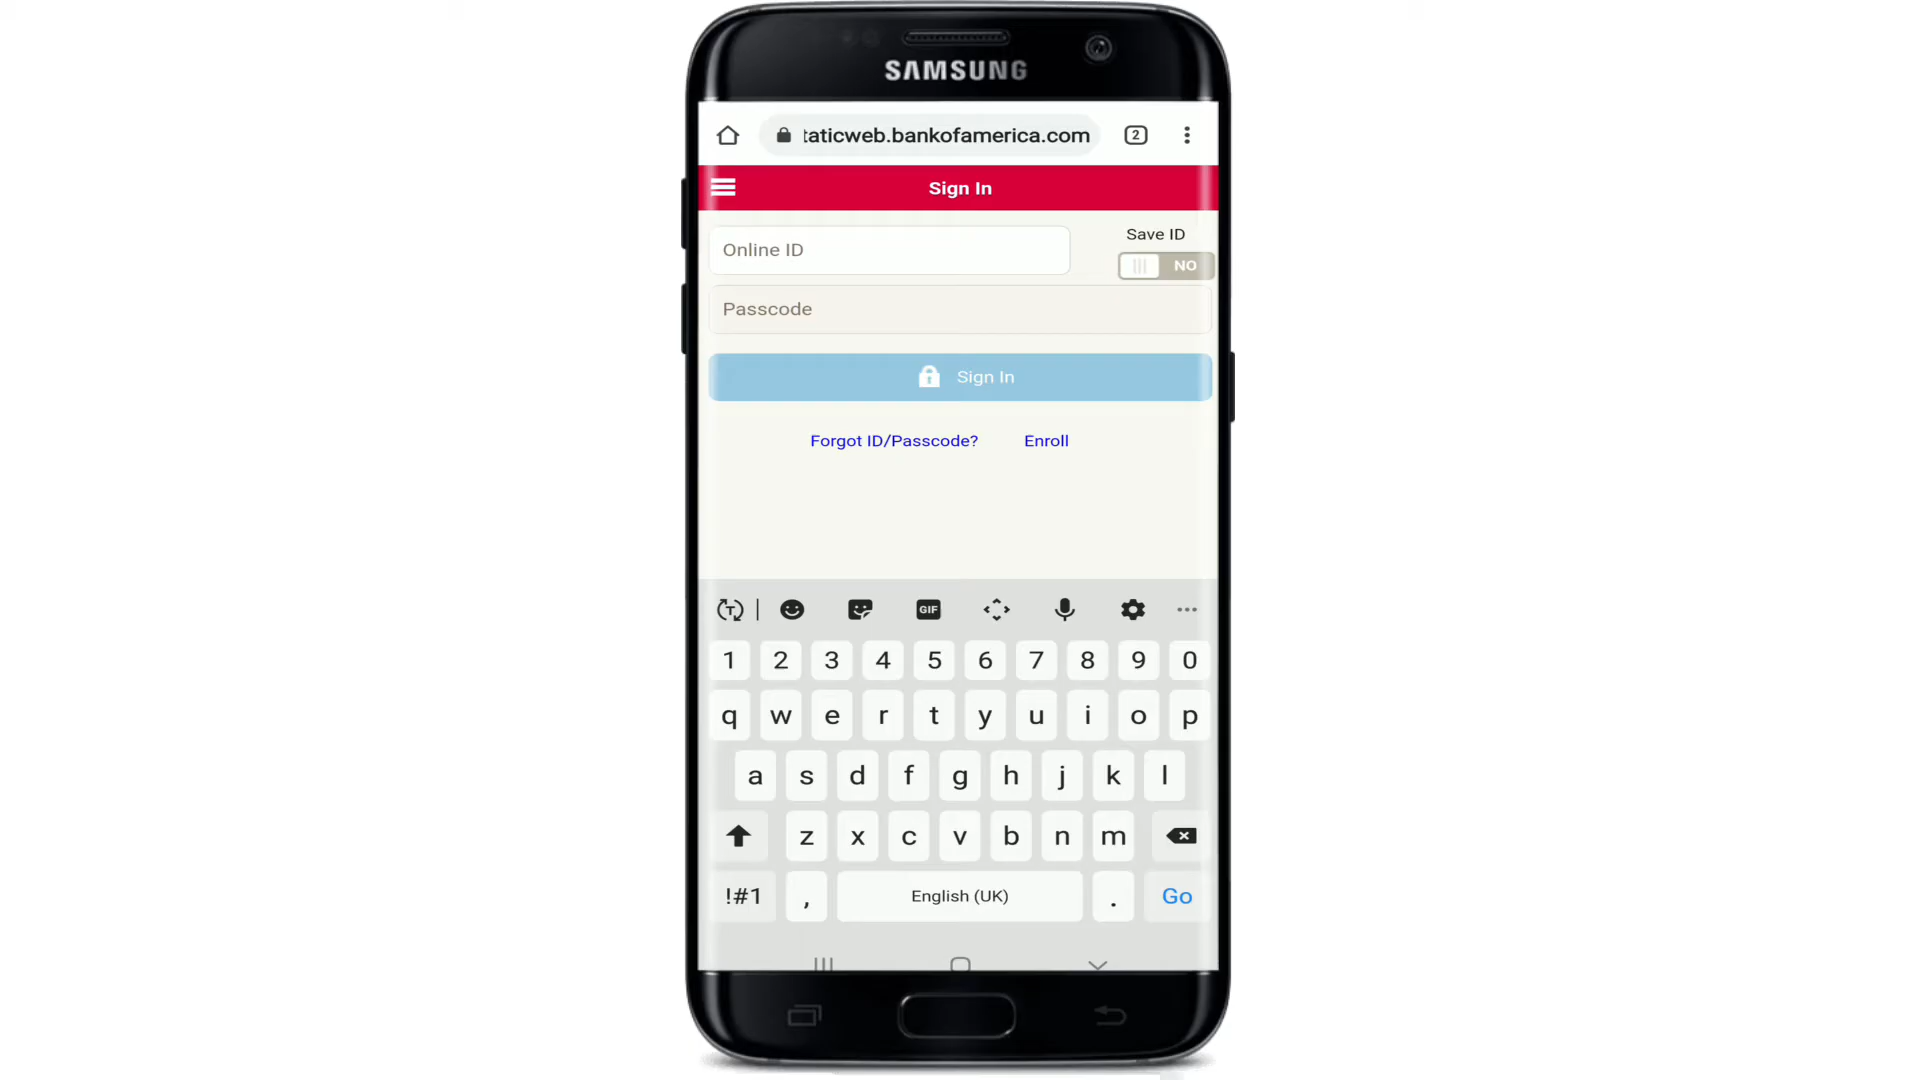 SAMSUNG
taticweb.bankofamerica.com
2
Sign In
Online ID
Save ID
NO
Passcode
Sign In
Forgot ID/Passcode? Enroll
T
GIF
1 2 3 4 5 6 7 8 9 0
q w e r t y u i o p
a s d f g h j k l
z x c v b n m
!#1 , English (UK) . Go